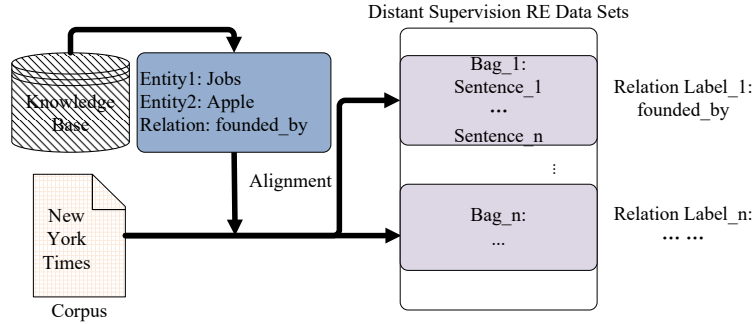 Distant Supervision RE Data Sets
Knowledge
Base
Entity1: Jobs
Entity2: Apple
Relation: founded_by
Bag_1:
Sentence_1
...
Sentence_n
Relation Label_1:
founded_by
...
Alignment
New
York
Times
Corpus
Bag_n:
...
Relation Label_n:
... ...